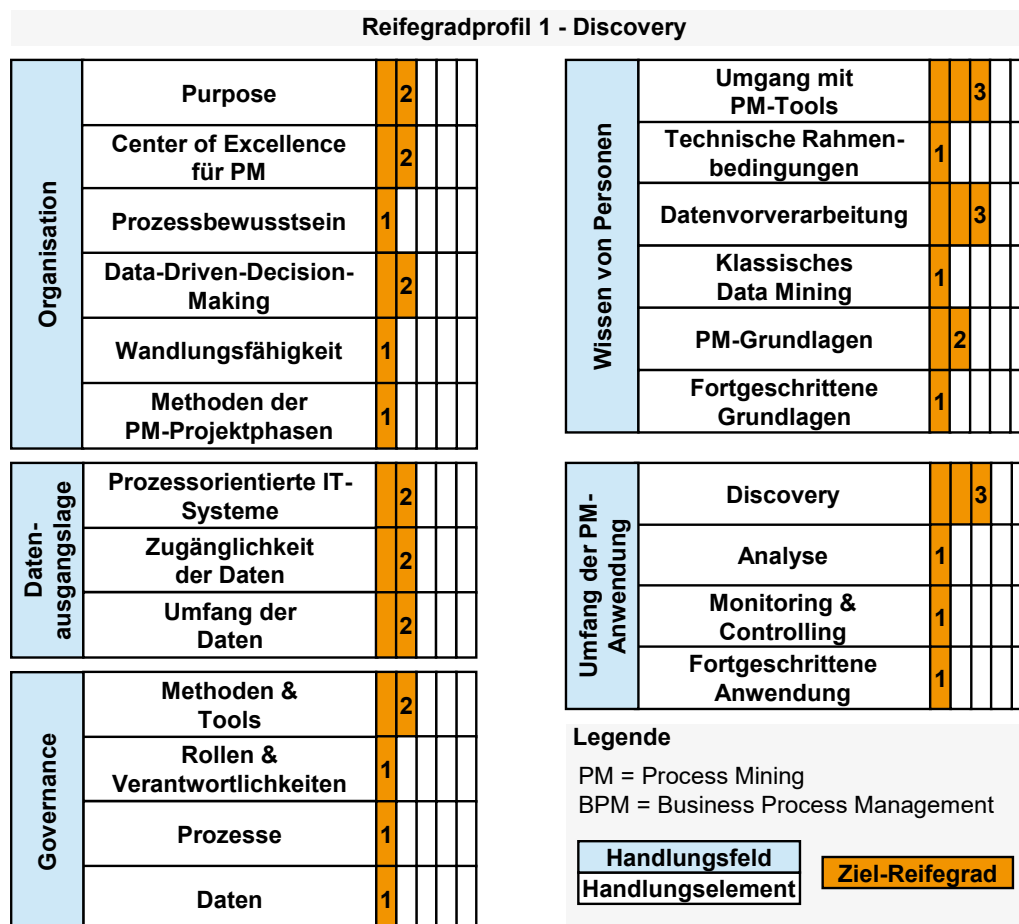 Reifegradprofil 1 - Discovery
Organisation
Purpose
2
Center of Excellence
für PM
2
Prozessbewusstsein
1
Data-Driven-Decision-
Making
2
Wandlungsfähigkeit
1
Methoden der
PM-Projektphasen
1
Daten-
ausgangslage
Prozessorientierte IT-
Systeme
2
Zugänglichkeit
der Daten
2
Umfang der
Daten
2
Governance
Methoden &
Tools
2
Rollen &
Verantwortlichkeiten
1
Prozesse
1
Daten
1
Wissen von Personen
Umgang mit
PM-Tools
3
Technische Rahmen-
bedingungen
1
Datenvorverarbeitung
3
Klassisches
Data Mining
1
PM-Grundlagen
2
Fortgeschrittene
Grundlagen
1
Umfang der PM-
Anwendung
Discovery
3
Analyse
1
Monitoring &
Controlling
1
Fortgeschrittene
Anwendung
1
Legende
PM = Process Mining
BPM = Business Process Management
Handlungsfeld
Handlungselement
Ziel-Reifegrad